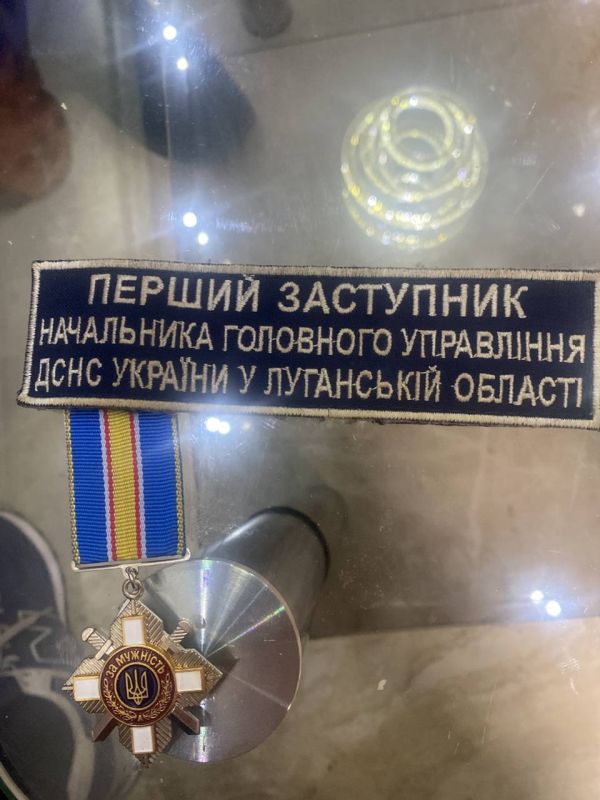 ПЕРШИЙ ЗАСТУПНИК
НАЧАЛЬНИКА ГОЛОВНОГО УПРАВЛІННЯ
ДСНС УКРАЇНИ У ЛУГАНСЬКІЙ ОБЛАСТІ
ЗА МУЖНІСТЬ